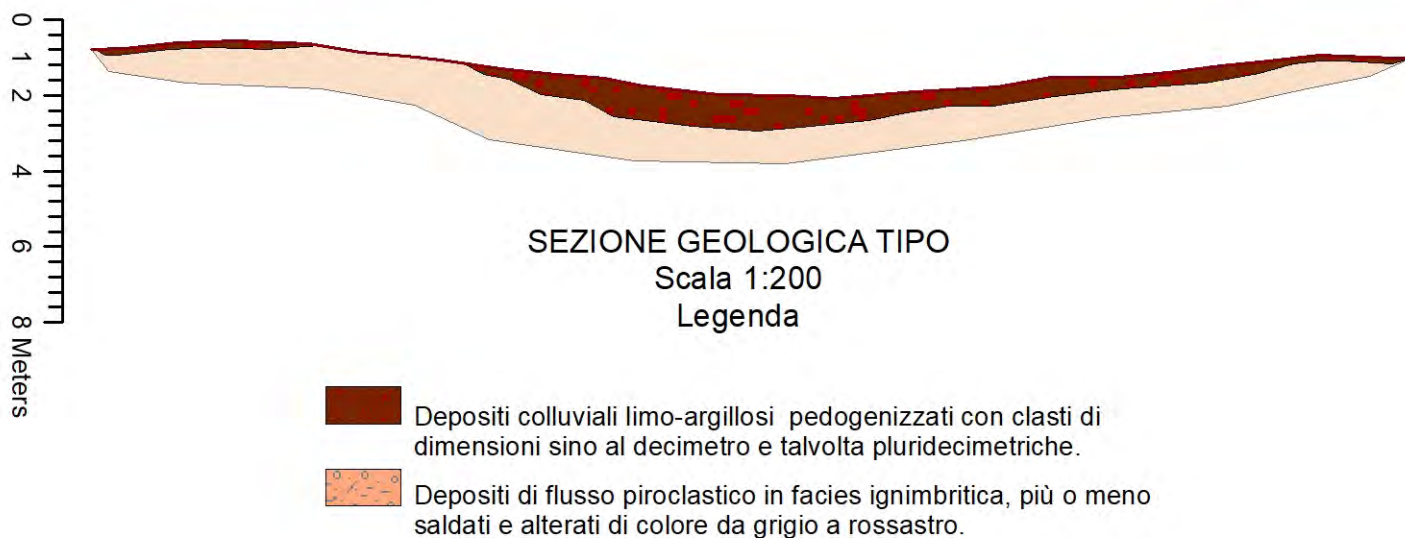 0
1
2
4
6
8 Meters
SEZIONE GEOLOGICA TIPO
Scala 1:200
Legenda
Depositi colluviali limo-argillosi pedogenizzati con clasti di
dimensioni sino al decimetro e talvolta pluridecimetriche.
Depositi di flusso piroclastico in facies ignimbritica, più o meno
saldati e alterati di colore da grigio a rossastro.